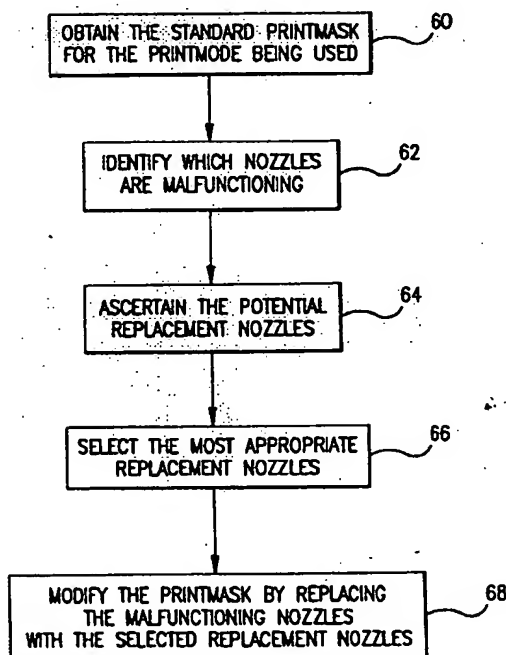 OBTAIN THE STANDARD PRINTMASK
FOR THE PRINTMODE BEING USED
60
IDENTIFY WHICH NOZZLES
ARE MALFUNCTIONING
62
ASCERTAIN THE POTENTIAL
REPLACEMENT NOZZLES
64
SELECT THE MOST APPROPRIATE
REPLACEMENT NOZZLES
66
MODIFY THE PRINTMASK BY REPLACING
THE MALFUNCTIONING NOZZLES
WITH THE SELECTED REPLACEMENT NOZZLES
68